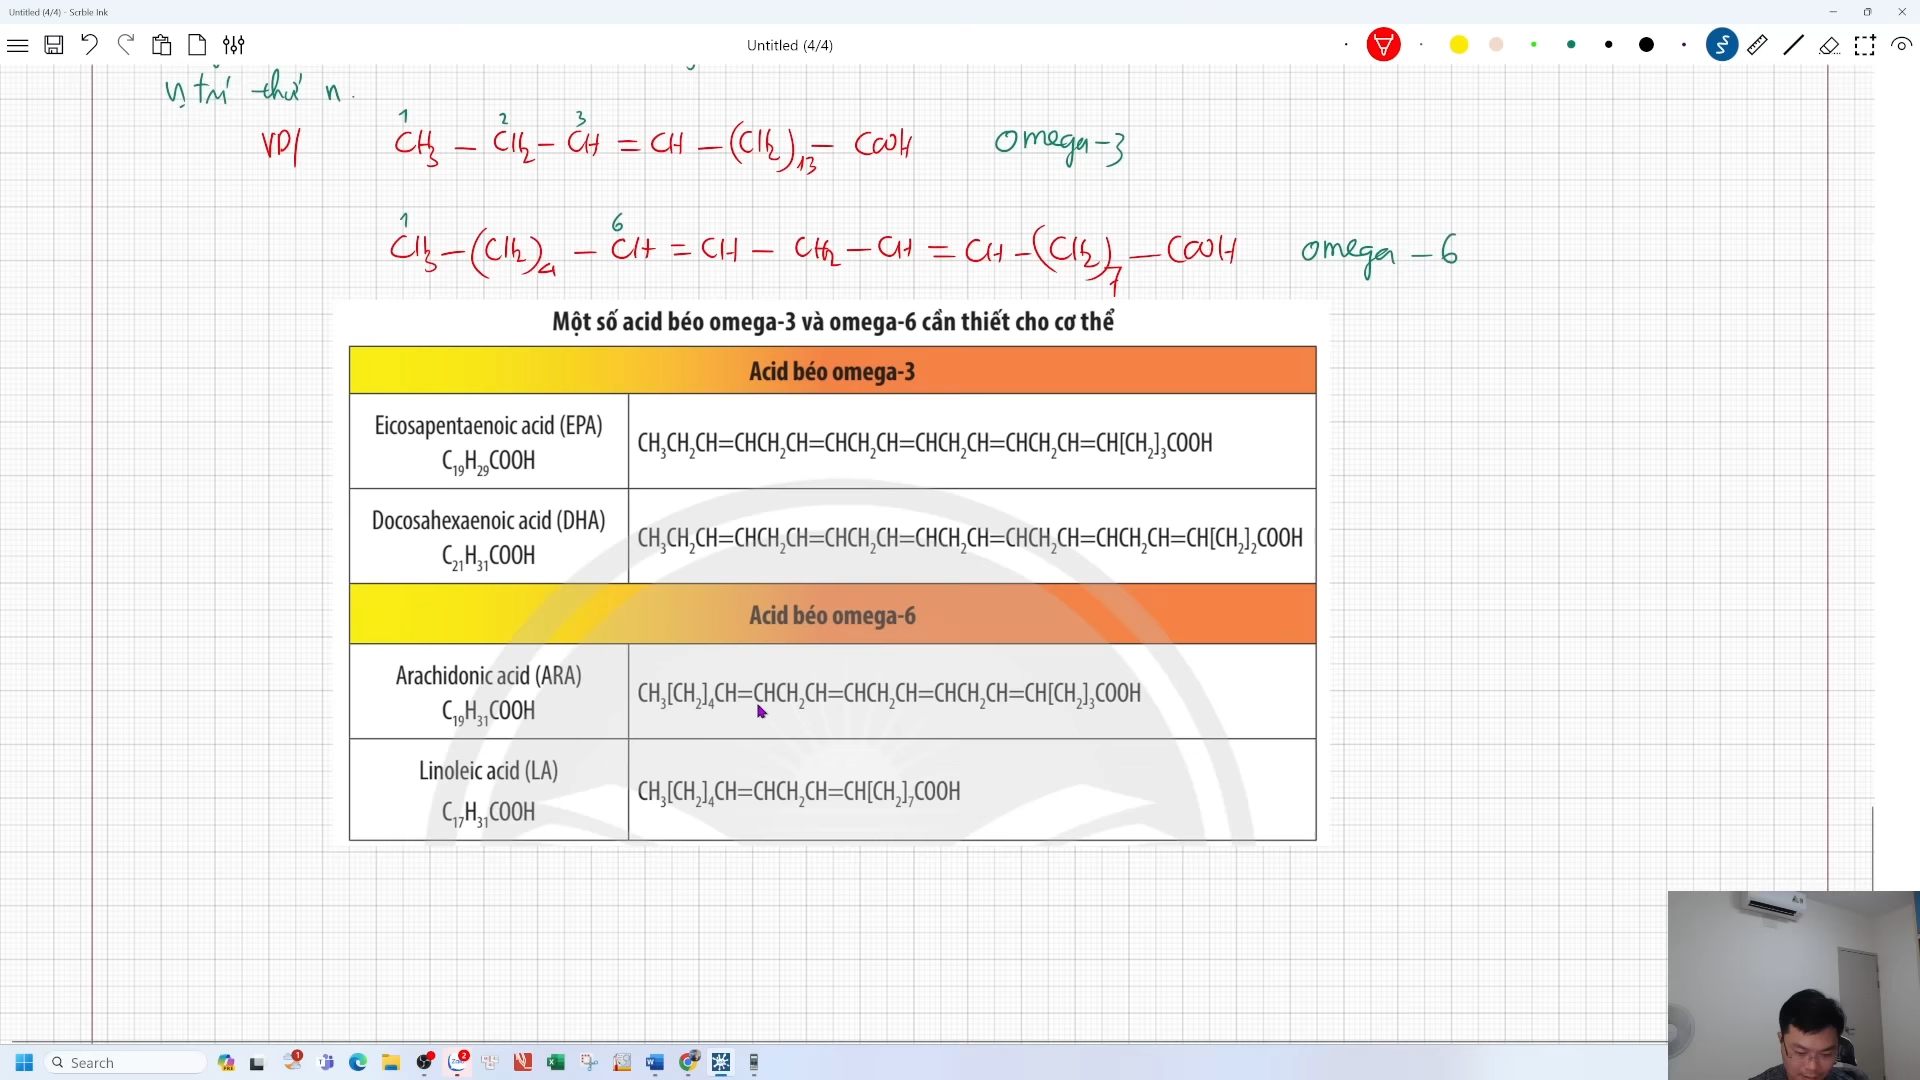 Untitled (4/4) - Scrble Ink
Untitled (4/4)
vị trí thứ n.
1 2 3
VD/ CH₃ – CH₂ – CH = CH – (CH₂)₁₃ – COOH omega-3
1 6
CH₃ – (CH₂)₄ – CH = CH – CH₂ – CH = CH – (CH₂)₇ – COOH omega – 6
Một số acid béo omega-3 và omega-6 cần thiết cho cơ thể
Acid béo omega-3
Eicosapentaenoic acid (EPA)
C₁₉H₂₉COOH
CH₃CH₂CH=CHCH₂CH=CHCH₂CH=CHCH₂CH=CHCH₂CH=CH[CH₂]₃COOH
Docosahexaenoic acid (DHA)
C₂₁H₃₁COOH
CH₃CH₂CH=CHCH₂CH=CHCH₂CH=CHCH₂CH=CHCH₂CH=CHCH₂CH=CH[CH₂]₂COOH
Acid béo omega-6
Arachidonic acid (ARA)
C₁₉H₃₁COOH
CH₃[CH₂]₄CH=CHCH₂CH=CHCH₂CH=CHCH₂CH=CH[CH₂]₃COOH
Linoleic acid (LA)
C₁₇H₃₁COOH
CH₃[CH₂]₄CH=CHCH₂CH=CH[CH₂]₇COOH
Search